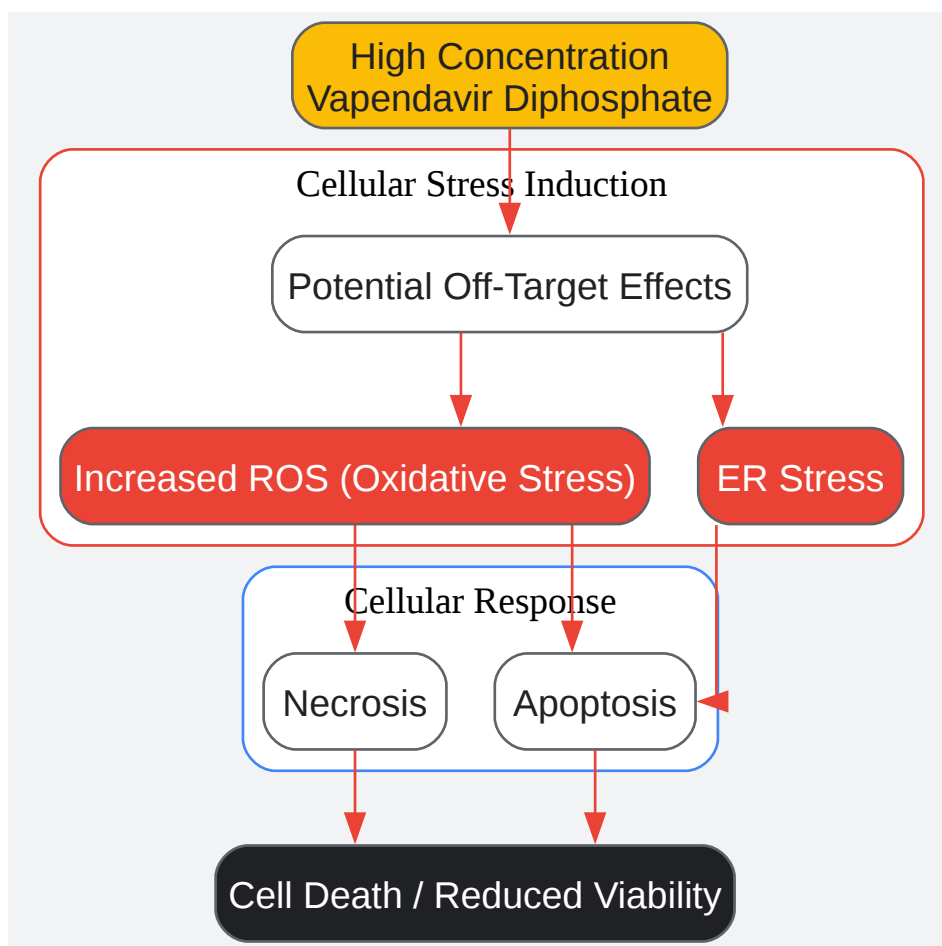 High Concentration
Vapendavir Diphosphate
Cellular Stress Induction
Potential Off-Target Effects
Increased ROS (Oxidative Stress)
ER Stress
Cellular Response
Necrosis
Apoptosis
Cell Death / Reduced Viability